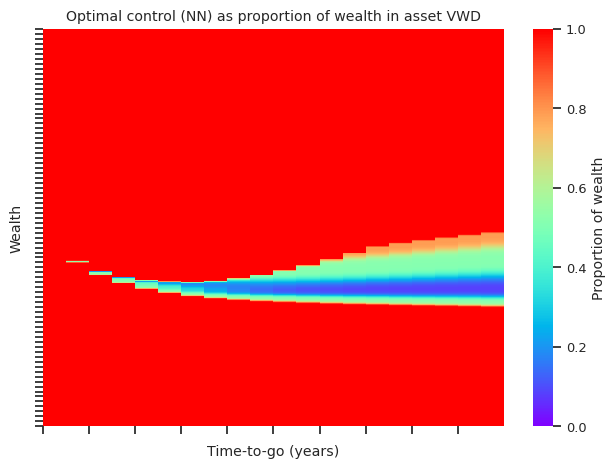 Optimal control (NN) as proportion of wealth in asset VWD
Wealth
Time-to-go (years)
1.0
0.8
0.6
0.4
0.2
0.0
Proportion of wealth